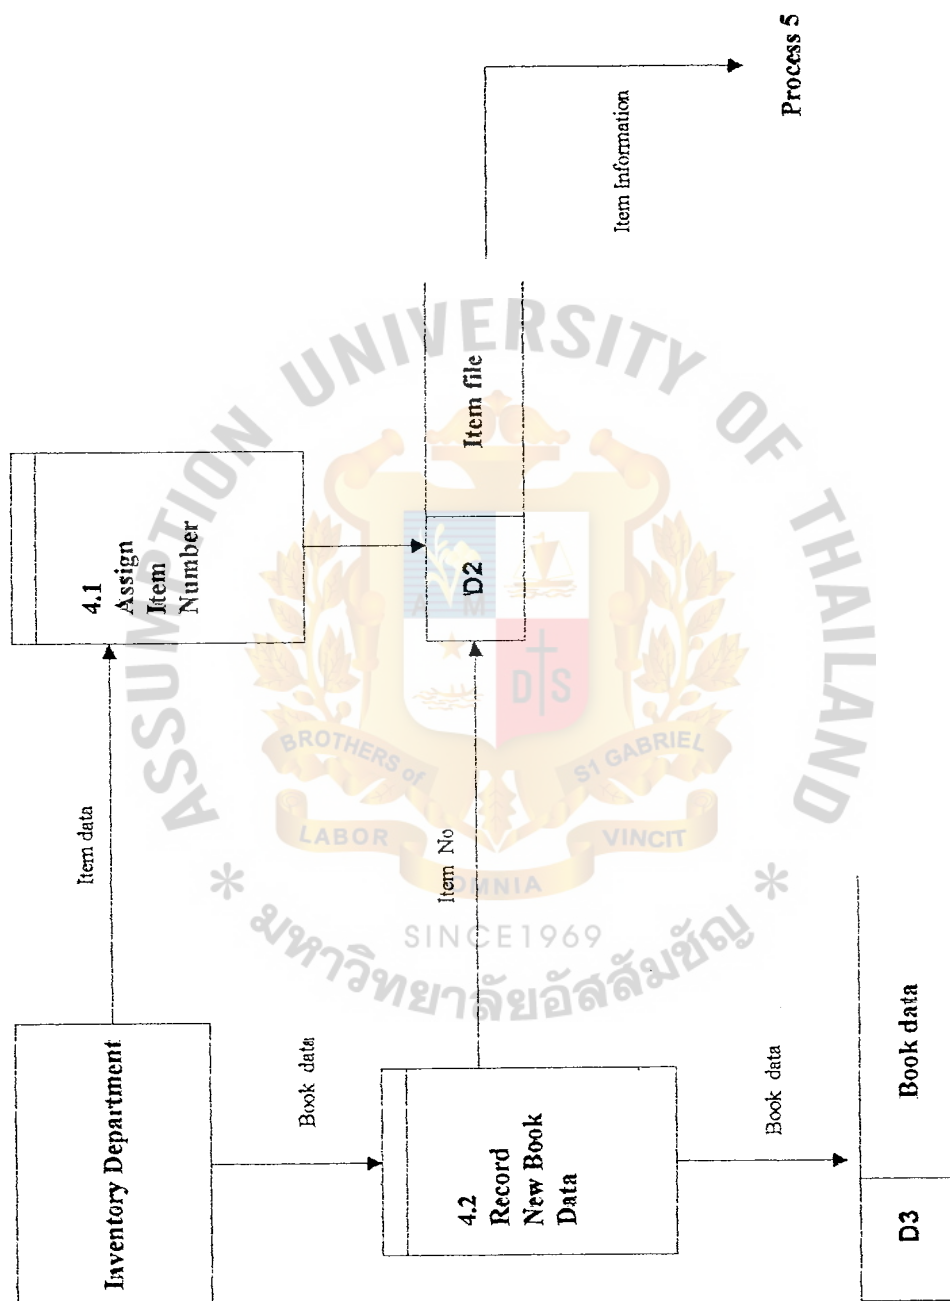 Inventory Department
Item data
4.1
Assign
Item
Number
Book data
4.2
Record
New Book
Data
Item No
D2
Item file
Item Information
Process 5
Book data
D3
Book data
ASSUMPTION UNIVERSITY OF THAILAND
A M
D S
BROTHERS of
S1 GABRIEL
LABOR
OMNIA
VINCIT
SINCE1969
* มหาวิทยาลัยอัสสัมชัญ *